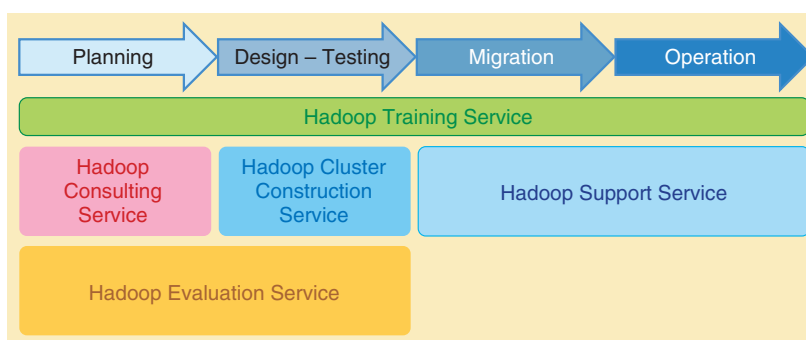 Planning
Design – Testing
Migration
Operation
Hadoop Training Service
Hadoop
Consulting
Service
Hadoop Cluster
Construction
Service
Hadoop Support Service
Hadoop Evaluation Service